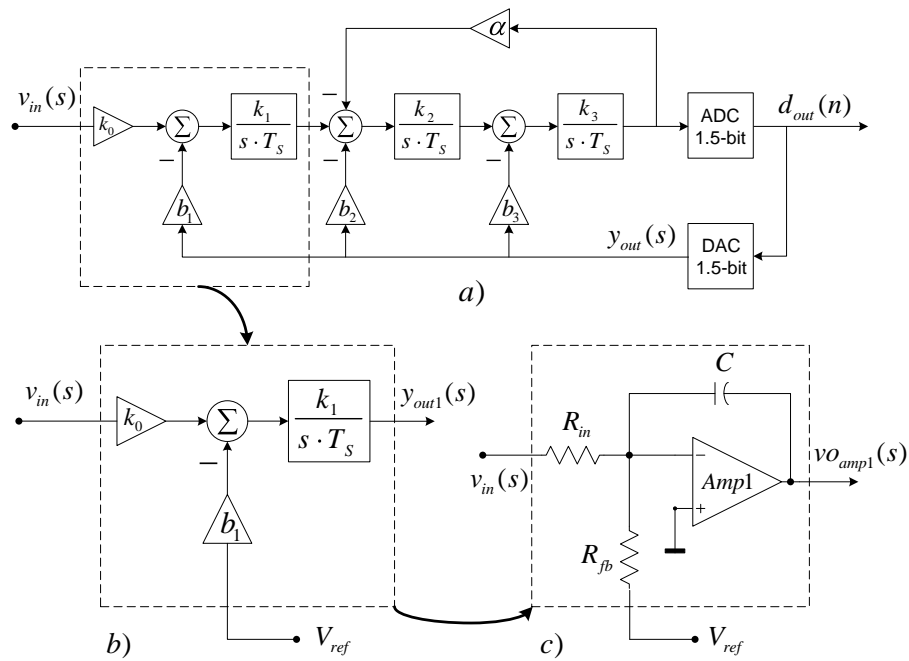 α
v_in(s)
k_0
Σ
k_1
s · T_S
Σ
k_2
s · T_S
Σ
k_3
s · T_S
ADC
1.5-bit
d_out(n)
−
−
−
−
b_1
b_2
b_3
y_out(s)
DAC
1.5-bit
a)
v_in(s)
k_0
Σ
−
k_1
s · T_S
y_out1(s)
b_1
V_ref
b)
C
R_in
v_in(s)
−
+
Amp1
vo_amp1(s)
R_fb
V_ref
c)